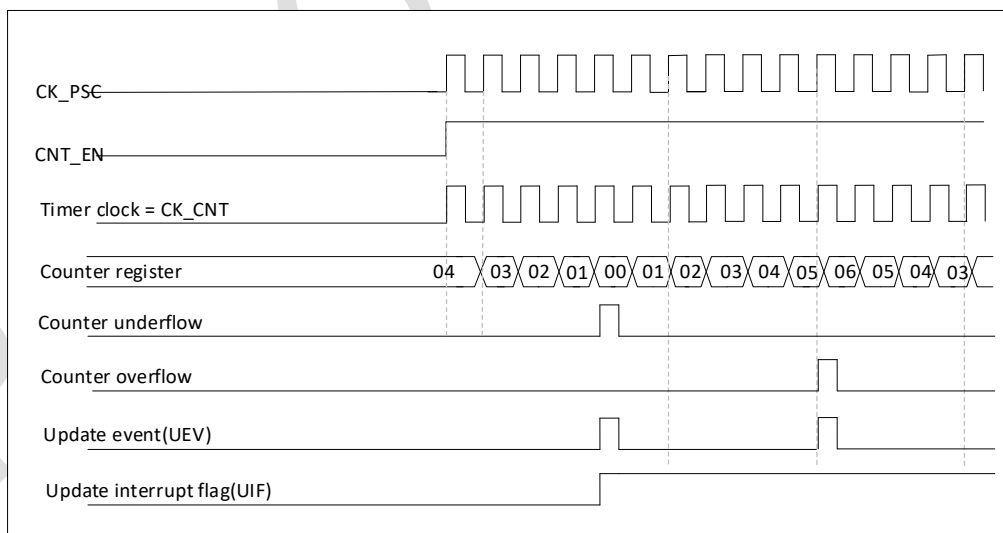 CK_PSC
CNT_EN
Timer clock = CK_CNT
Counter register 04 03 02 01 00 01 02 03 04 05 06 05 04 03
Counter underflow
Counter overflow
Update event(UEV)
Update interrupt flag(UIF)